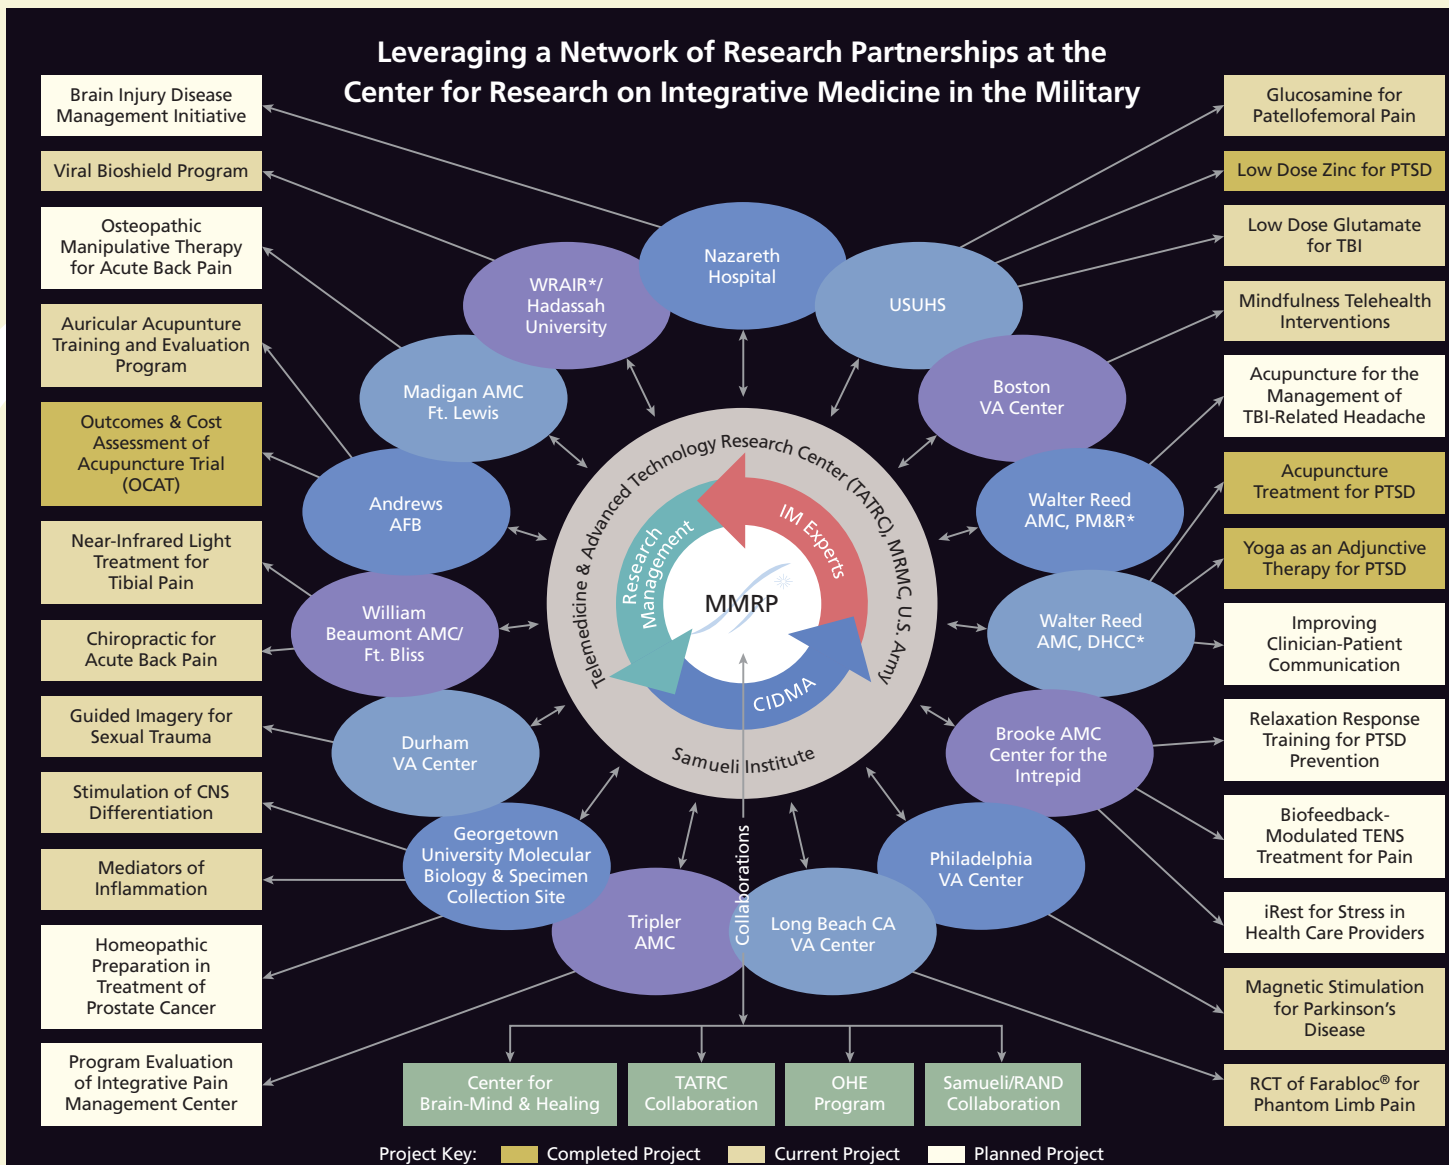 Leveraging a Network of Research Partnerships at the
Center for Research on Integrative Medicine in the Military
Brain Injury Disease
Management Initiative
Viral Bioshield Program
Osteopathic
Manipulative Therapy
for Acute Back Pain
Auricular Acupunture
Training and Evaluation
Program
Outcomes & Cost
Assessment of
Acupuncture Trial
(OCAT)
Near-Infrared Light
Treatment for
Tibial Pain
Chiropractic for
Acute Back Pain
Guided Imagery for
Sexual Trauma
Stimulation of CNS
Differentiation
Mediators of
Inflammation
Homeopathic
Preparation in
Treatment of
Prostate Cancer
Program Evaluation
of Integrative Pain
Management Center
Nazareth
Hospital
WRAIR*/
Hadassah
University
USUHS
Madigan AMC
Ft. Lewis
Boston
VA Center
Andrews
AFB
Walter Reed
AMC, PM&R*
William
Beaumont AMC/
Ft. Bliss
Walter Reed
AMC, DHCC*
Durham
VA Center
Brooke AMC
Center for the
Intrepid
Georgetown
University Molecular
Biology & Specimen
Collection Site
Philadelphia
VA Center
Tripler
AMC
Long Beach CA
VA Center
Telemedicine & Advanced Technology Research Center (TATRC), MRMC, U.S. Army
Samueli Institute
Research
Management
IM Experts
CIDMA
MMRP
Collaborations
Glucosamine for
Patellofemoral Pain
Low Dose Zinc for PTSD
Low Dose Glutamate
for TBI
Mindfulness Telehealth
Interventions
Acupuncture for the
Management of
TBI-Related Headache
Acupuncture
Treatment for PTSD
Yoga as an Adjunctive
Therapy for PTSD
Improving
Clinician-Patient
Communication
Relaxation Response
Training for PTSD
Prevention
Biofeedback-
Modulated TENS
Treatment for Pain
iRest for Stress in
Health Care Providers
Magnetic Stimulation
for Parkinson's
Disease
RCT of Farabloc® for
Phantom Limb Pain
Center for
Brain-Mind & Healing
TATRC
Collaboration
OHE
Program
Samueli/RAND
Collaboration
Project Key: Completed Project Current Project Planned Project